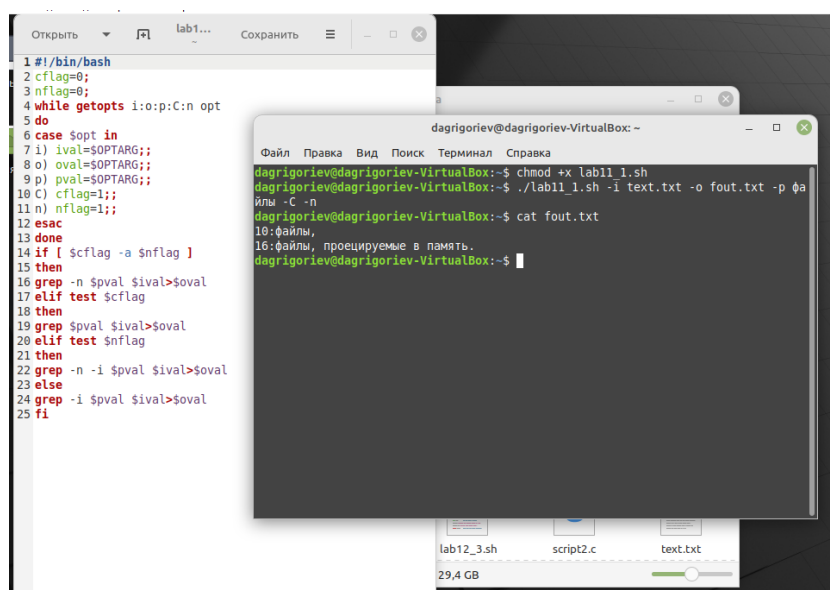 Открыть
lab1...
~
Сохранить
1 #!/bin/bash
2 cflag=0;
3 nflag=0;
4 while getopts i:o:p:C:n opt
5 do
6 case $opt in
7 i) ival=$OPTARG;;
8 o) oval=$OPTARG;;
9 p) pval=$OPTARG;;
10 C) cflag=1;;
11 n) nflag=1;;
12 esac
13 done
14 if [ $cflag -a $nflag ]
15 then
16 grep -n $pval $ival>$oval
17 elif test $cflag
18 then
19 grep $pval $ival>$oval
20 elif test $nflag
21 then
22 grep -n -i $pval $ival>$oval
23 else
24 grep -i $pval $ival>$oval
25 fi
dagrigoriev@dagrigoriev-VirtualBox: ~
Файл Правка Вид Поиск Терминал Справка
dagrigoriev@dagrigoriev-VirtualBox:~$ chmod +x lab11_1.sh
dagrigoriev@dagrigoriev-VirtualBox:~$ ./lab11_1.sh -i text.txt -o fout.txt -p фа
йлы -C -n
dagrigoriev@dagrigoriev-VirtualBox:~$ cat fout.txt
10:файлы,
16:файлы, проецируемые в память.
dagrigoriev@dagrigoriev-VirtualBox:~$
lab12_3.sh script2.c text.txt
29,4 GB